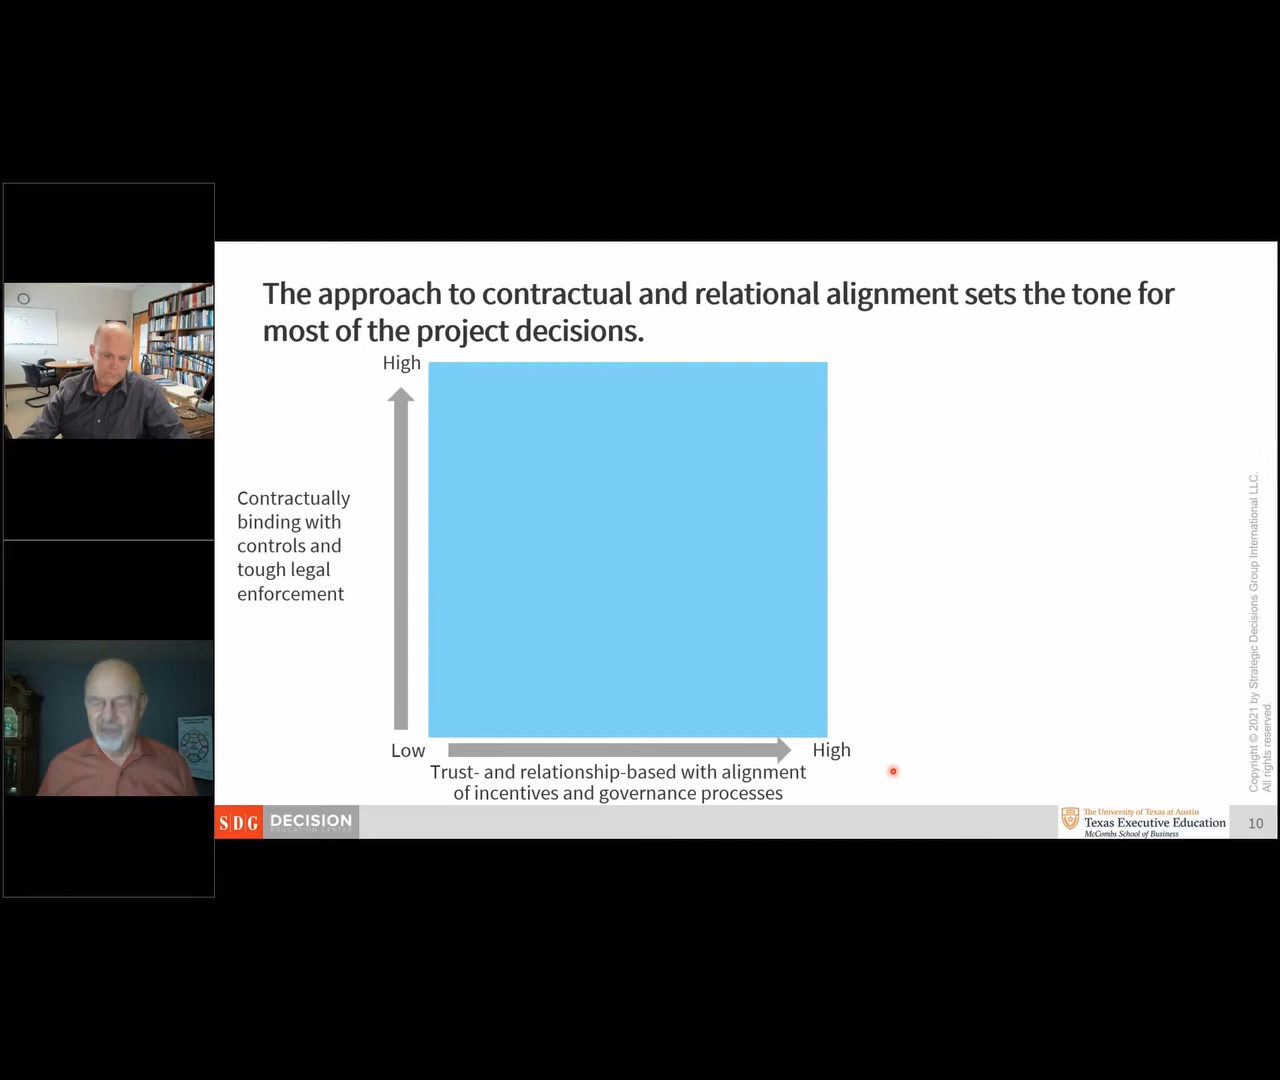 The approach to contractual and relational alignment sets the tone for
most of the project decisions.
High
Contractually
binding with
controls and
tough legal
enforcement
Low
High
Trust- and relationship-based with alignment
of incentives and governance processes
Copyright © 2021 by Strategic Decisions Group International LLC.
All rights reserved.
SDG
DECISION
EDUCATION CENTER
The University of Texas at Austin
Texas Executive Education
McCombs School of Business
10